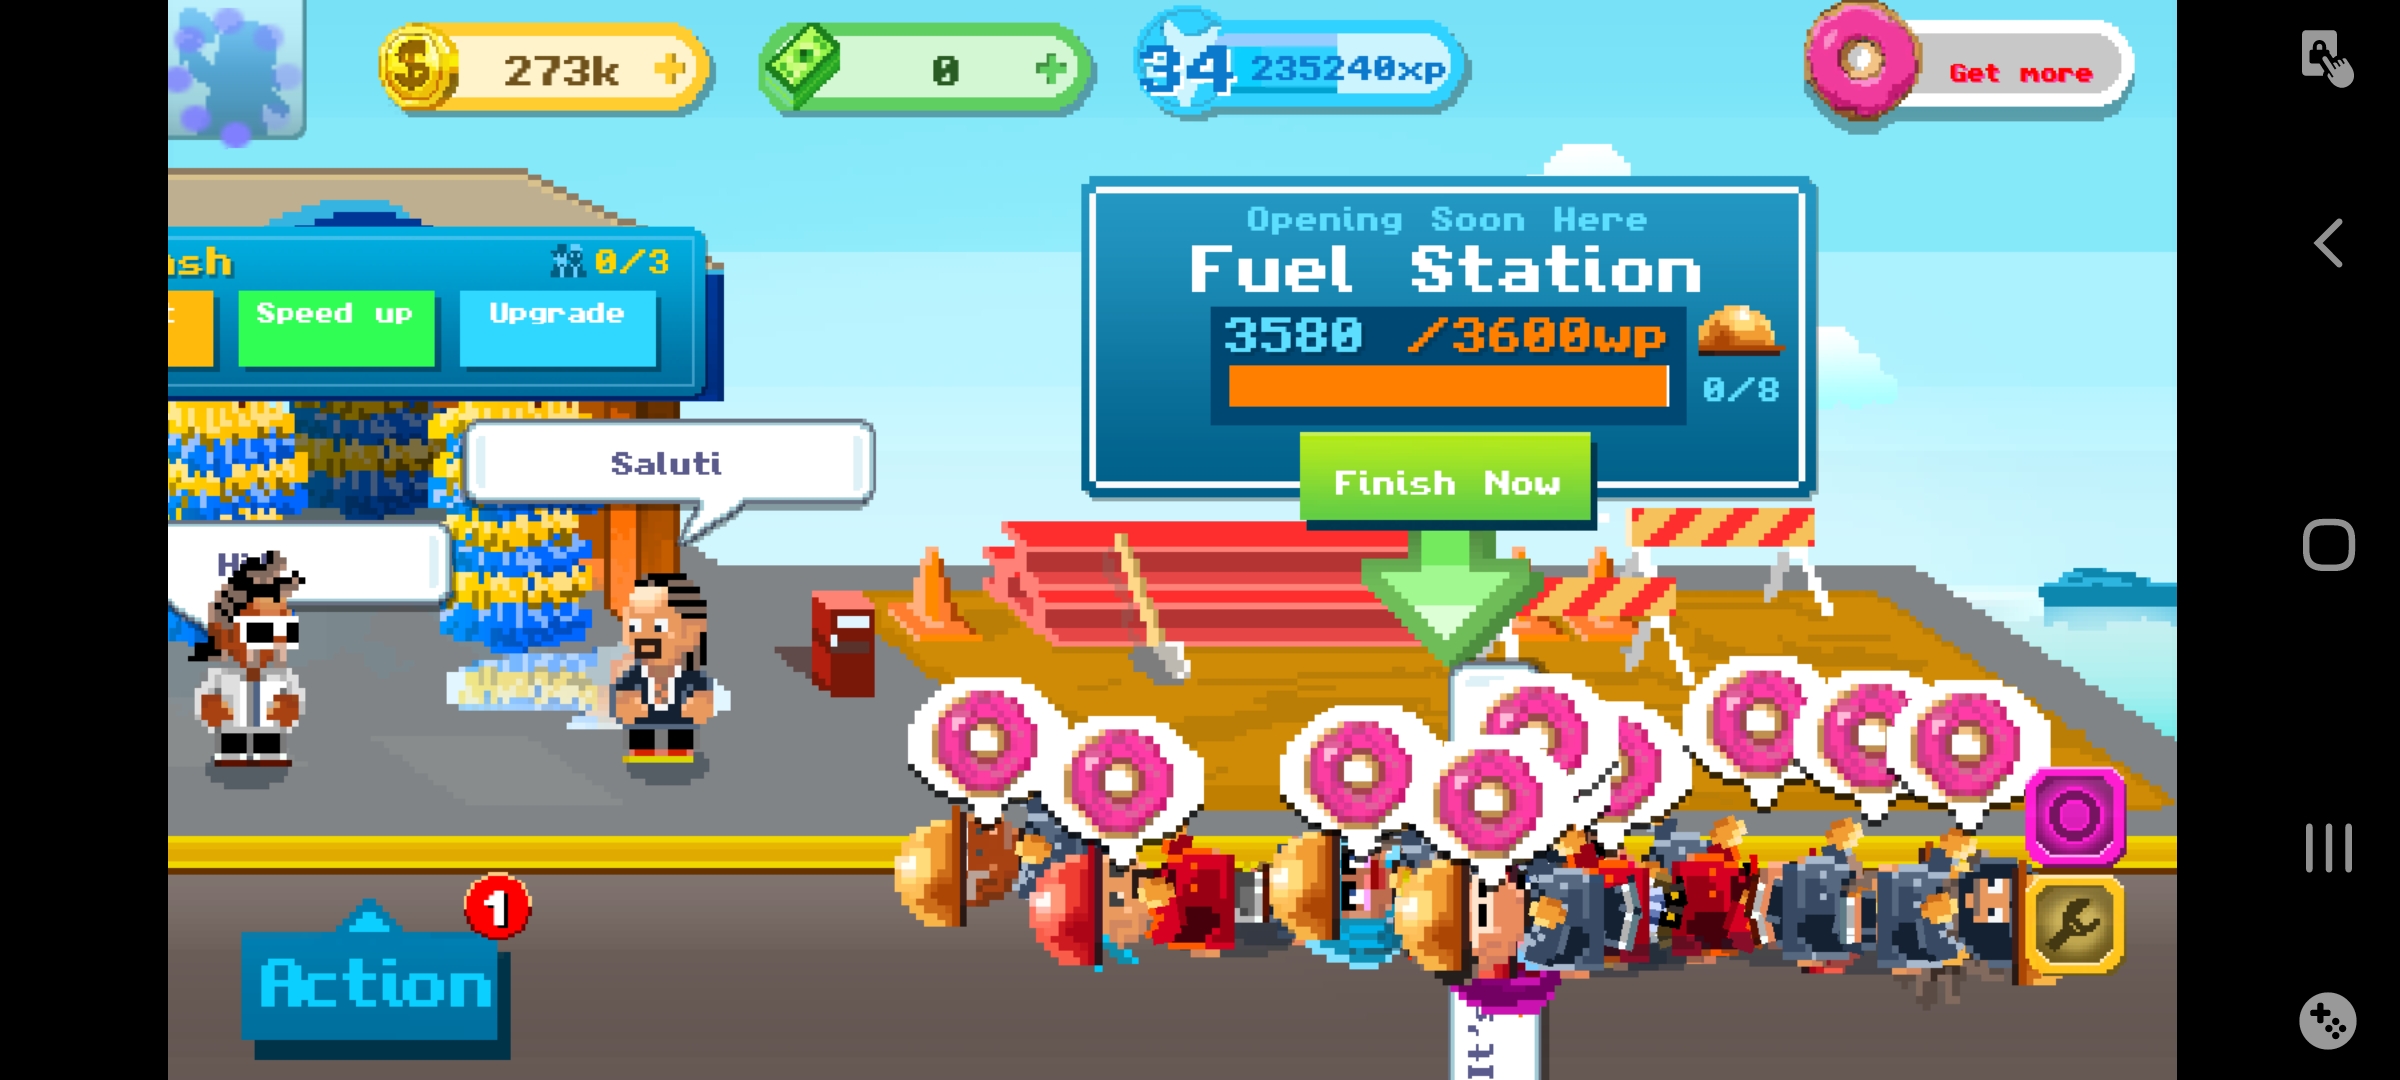 273k
0
34 235240xp
Get more
0/3
Speed up
Upgrade
Opening Soon Here
Fuel Station
3580 /3600wp
0/8
Finish Now
Saluti
1
Action
It's